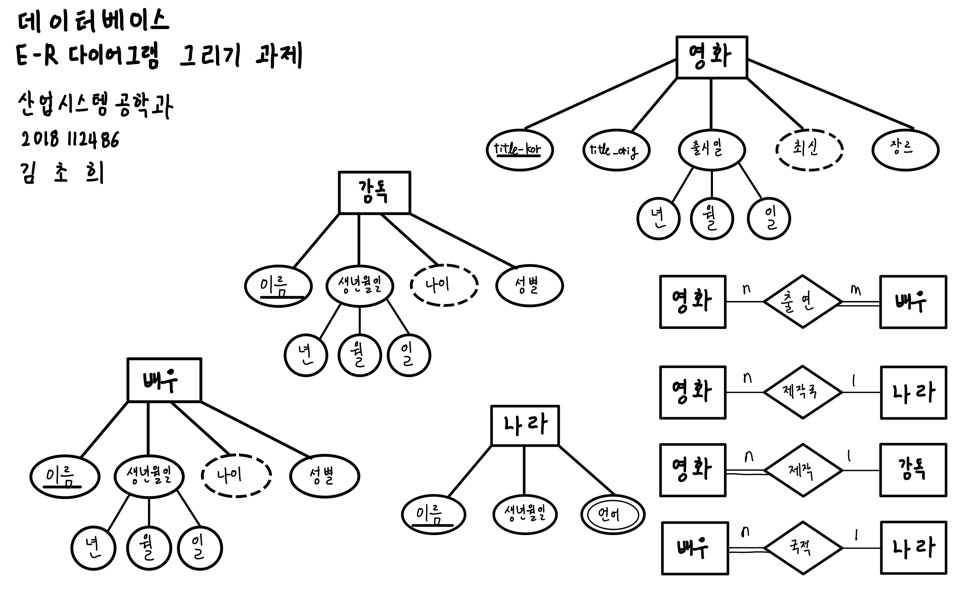 데이터베이스
E-R 다이어그램 그리기 과제
산업시스템공학과
2018 112486
김초희
영화
title-kor title_orig 출시일 최신 장르
년 월 일
감독
이름 생년월일 나이 성별
년 월 일
배우
이름 생년월일 나이 성별
년 월 일
나라
이름 생년월일 언어
영화 n 출연 m 배우
영화 n 제작국 1 나라
영화 n 제작 1 감독
배우 n 국적 1 나라